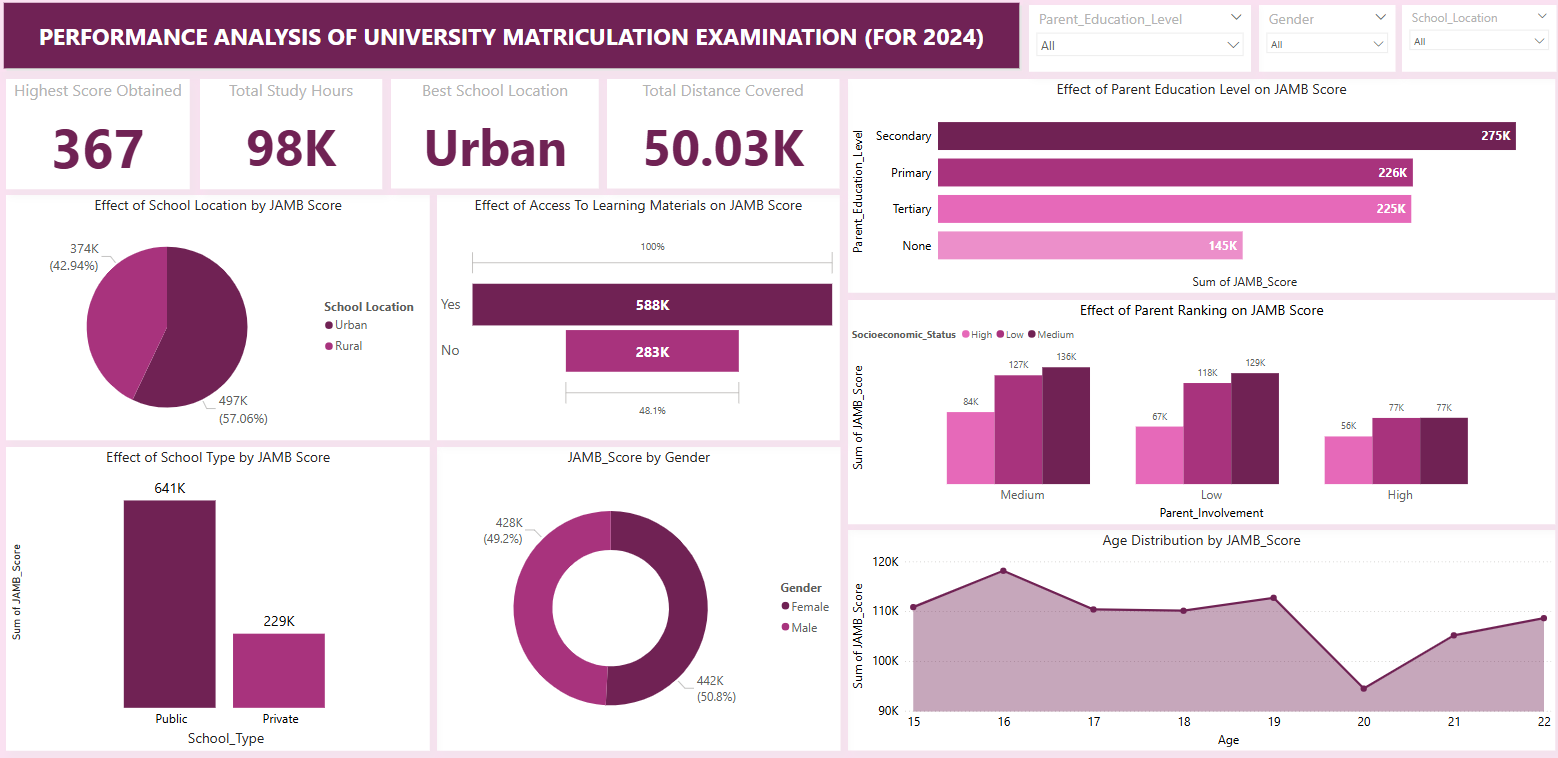 PERFORMANCE ANALYSIS OF UNIVERSITY MATRICULATION EXAMINATION (FOR 2024)
Parent_Education_Level
All
Gender
All
School_Location
All
Highest Score Obtained
367
Total Study Hours
98K
Best School Location
Urban
Total Distance Covered
50.03K
Effect of Parent Education Level on JAMB Score
Parent_Education_Level
Secondary
275K
Primary
226K
Tertiary
225K
None
145K
Sum of JAMB_Score
Effect of School Location by JAMB Score
374K
(42.94%)
School Location
Urban
Rural
497K
(57.06%)
Effect of Access To Learning Materials on JAMB Score
100%
Yes
588K
No
283K
48.1%
Effect of Parent Ranking on JAMB Score
Socioeconomic_Status
High
Low
Medium
Sum of JAMB_Score
84K
127K
136K
67K
118K
129K
56K
77K
77K
Medium
Low
High
Parent_Involvement
Effect of School Type by JAMB Score
Sum of JAMB_Score
641K
229K
Public
Private
School_Type
JAMB_Score by Gender
428K
(49.2%)
Gender
Female
Male
442K
(50.8%)
Age Distribution by JAMB_Score
Sum of JAMB_Score
120K
110K
100K
90K
15
16
17
18
19
20
21
22
Age